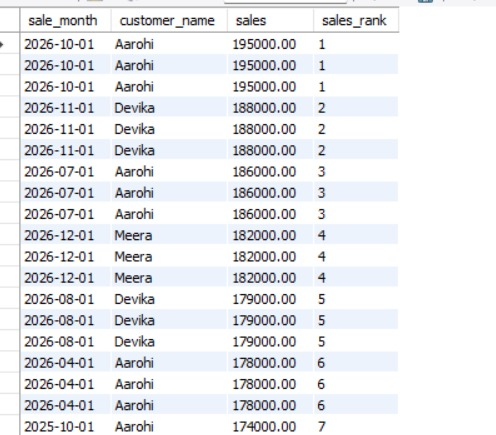 sale_month customer_name sales sales_rank
2026-10-01 Aarohi 195000.00 1
2026-10-01 Aarohi 195000.00 1
2026-10-01 Aarohi 195000.00 1
2026-11-01 Devika 188000.00 2
2026-11-01 Devika 188000.00 2
2026-11-01 Devika 188000.00 2
2026-07-01 Aarohi 186000.00 3
2026-07-01 Aarohi 186000.00 3
2026-07-01 Aarohi 186000.00 3
2026-12-01 Meera 182000.00 4
2026-12-01 Meera 182000.00 4
2026-12-01 Meera 182000.00 4
2026-08-01 Devika 179000.00 5
2026-08-01 Devika 179000.00 5
2026-08-01 Devika 179000.00 5
2026-04-01 Aarohi 178000.00 6
2026-04-01 Aarohi 178000.00 6
2026-04-01 Aarohi 178000.00 6
2025-10-01 Aarohi 174000.00 7